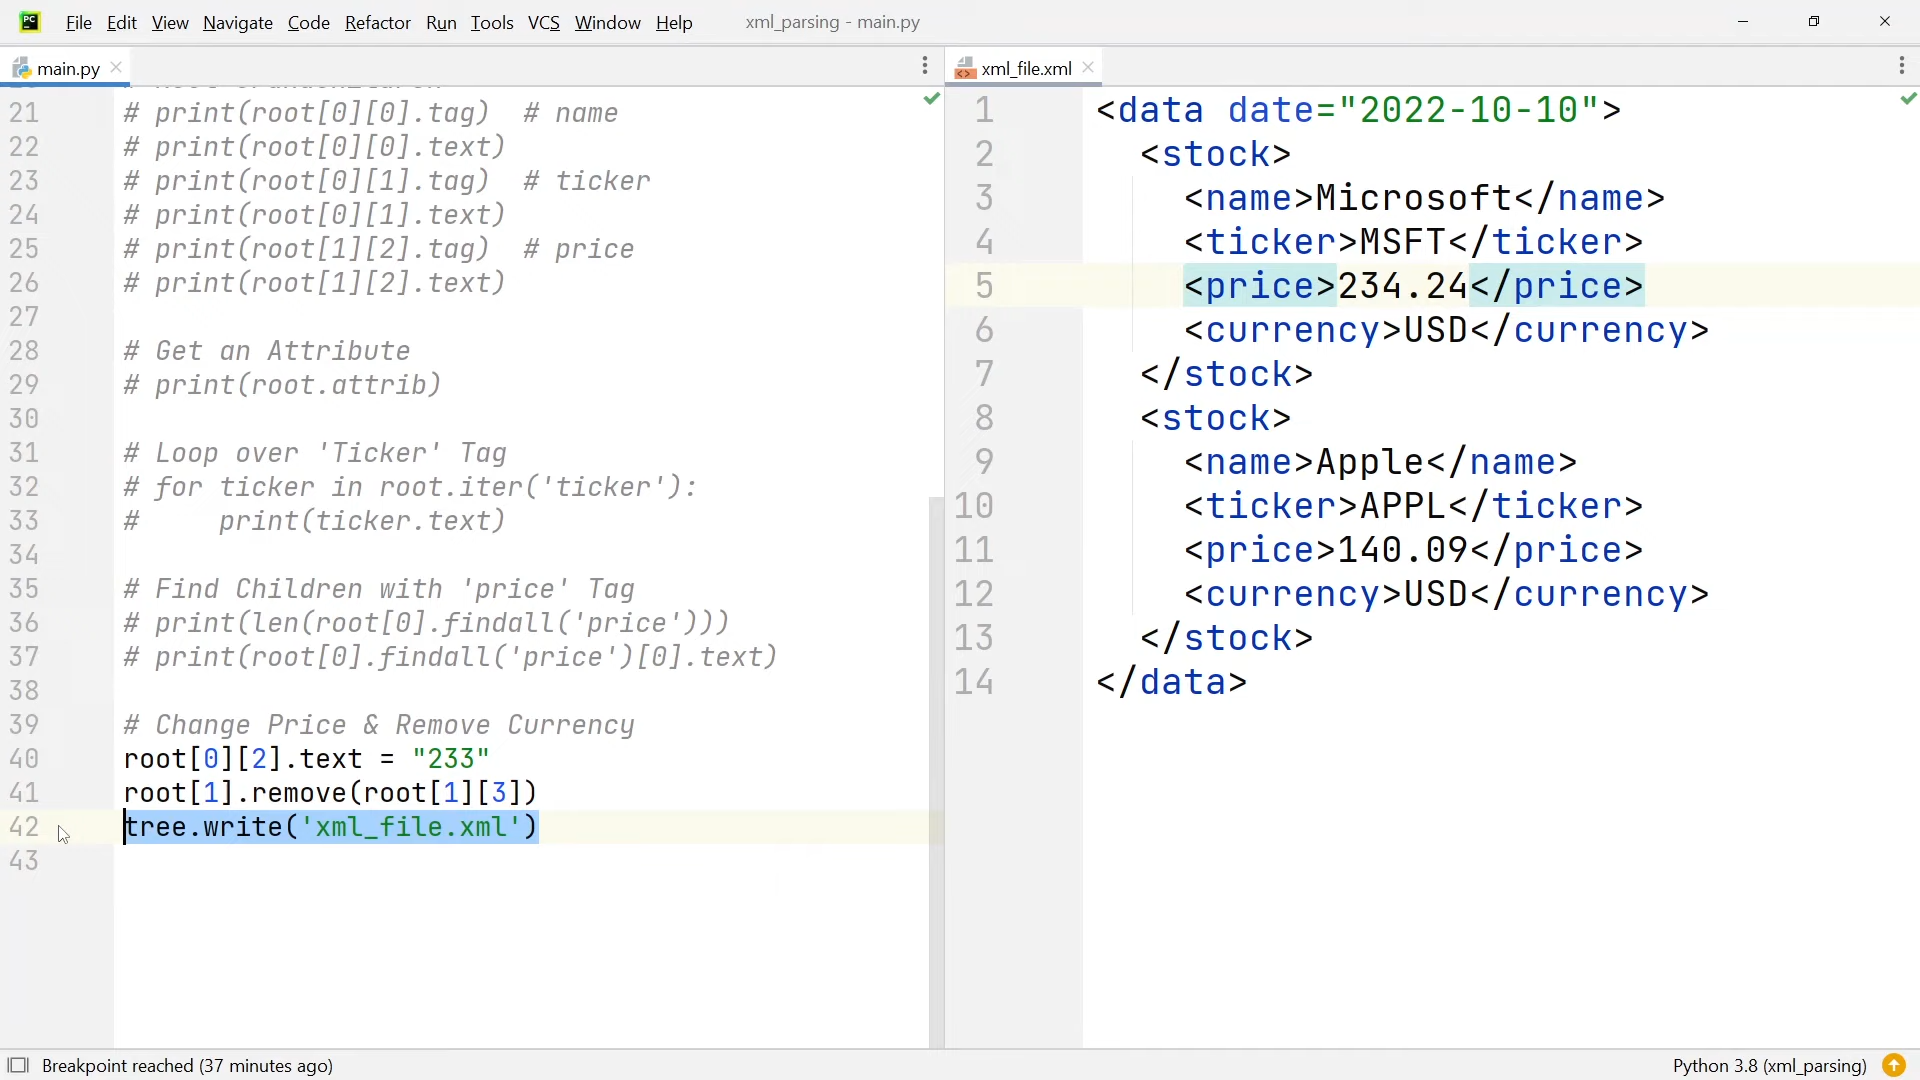 PC File Edit View Navigate Code Refactor Run Tools VCS Window Help xml_parsing - main.py
main.py
21 # print(root[0][0].tag)  # name
22 # print(root[0][0].text)
23 # print(root[0][1].tag)  # ticker
24 # print(root[0][1].text)
25 # print(root[1][2].tag)  # price
26 # print(root[1][2].text)
27
28 # Get an Attribute
29 # print(root.attrib)
30
31 # Loop over 'Ticker' Tag
32 # for ticker in root.iter('ticker'):
33 #     print(ticker.text)
34
35 # Find Children with 'price' Tag
36 # print(len(root[0].findall('price')))
37 # print(root[0].findall('price')[0].text)
38
39 # Change Price & Remove Currency
40 root[0][2].text = "233"
41 root[1].remove(root[1][3])
42 tree.write('xml_file.xml')
43
xml_file.xml
1 <data date="2022-10-10">
2 <stock>
3 <name>Microsoft</name>
4 <ticker>MSFT</ticker>
5 <price>234.24</price>
6 <currency>USD</currency>
7 </stock>
8 <stock>
9 <name>Apple</name>
10 <ticker>APPL</ticker>
11 <price>140.09</price>
12 <currency>USD</currency>
13 </stock>
14 </data>
Breakpoint reached (37 minutes ago)
Python 3.8 (xml_parsing)